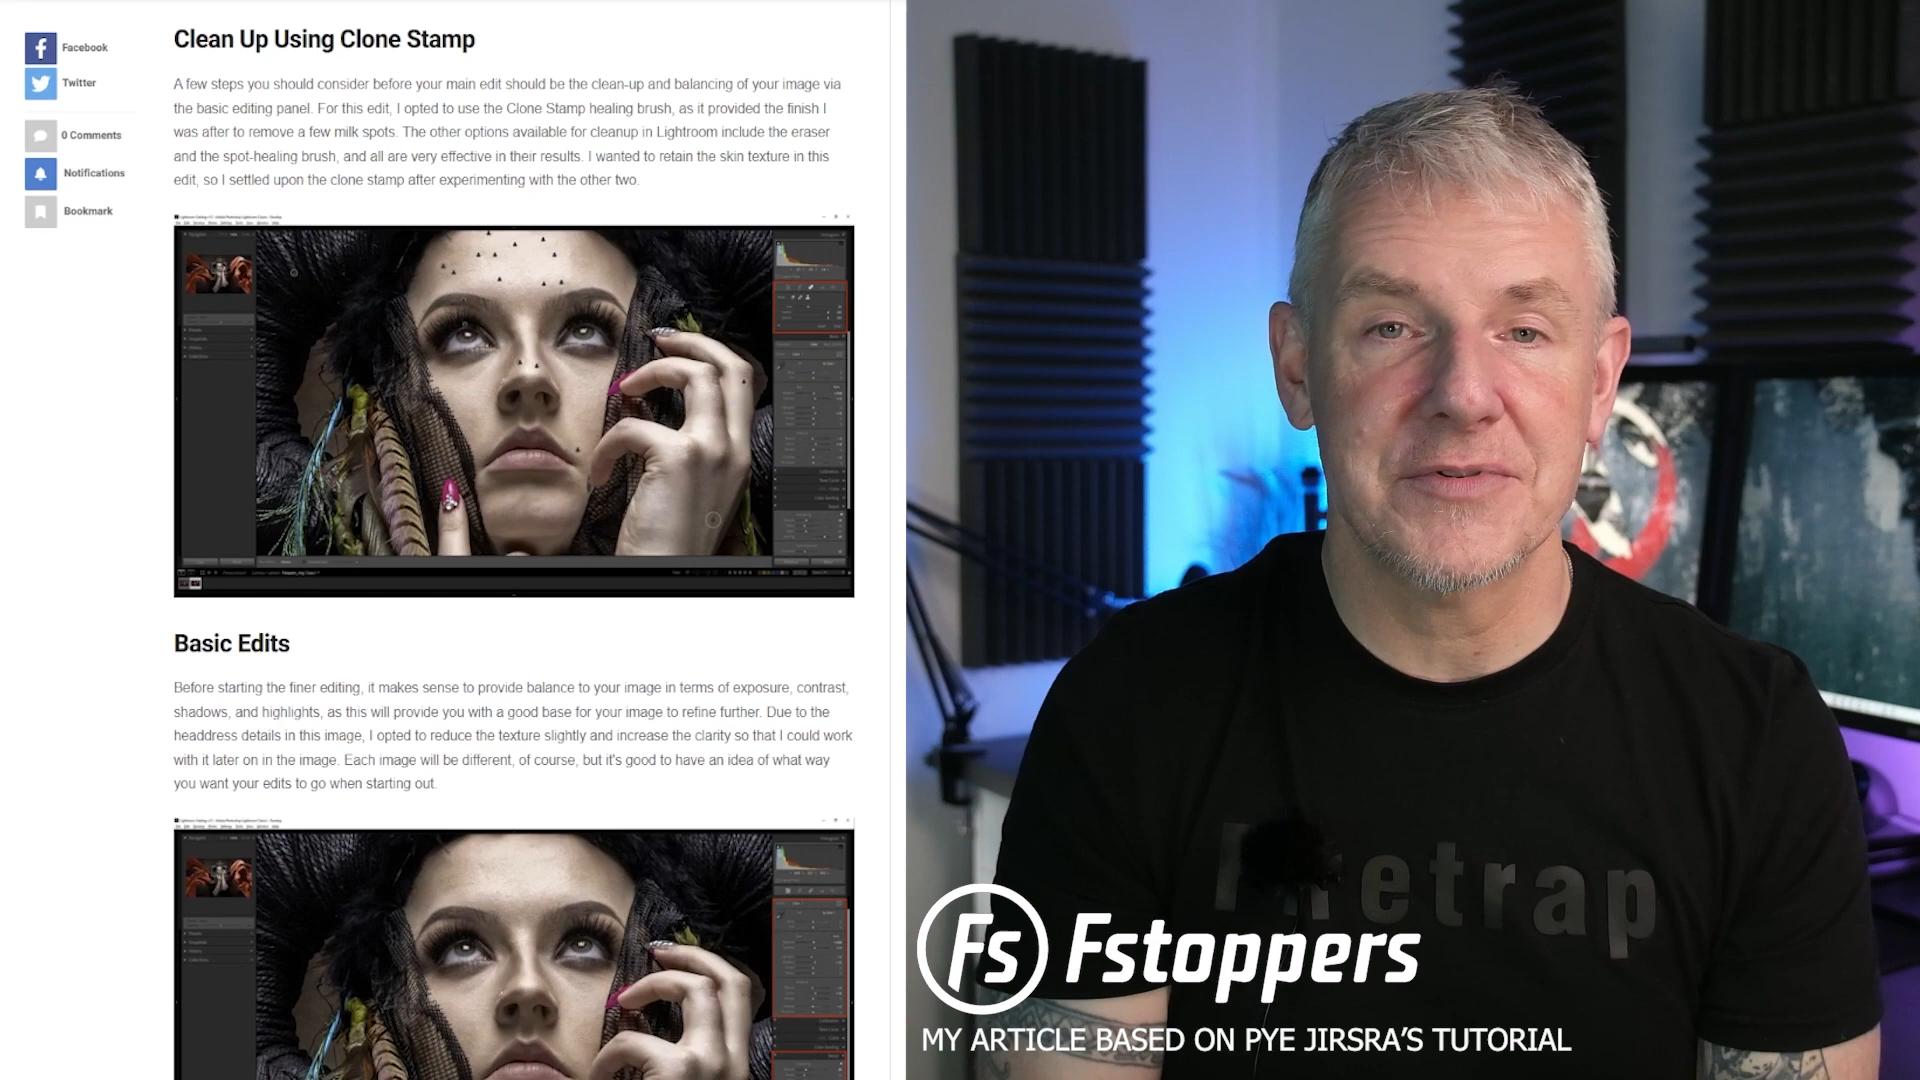 Facebook
Twitter
0 Comments
Notifications
Bookmark
Clean Up Using Clone Stamp
A few steps you should consider before your main edit should be the clean-up and balancing of your image via
the basic editing panel. For this edit, I opted to use the Clone Stamp healing brush, as it provided the finish I
was after to remove a few milk spots. The other options available for cleanup in Lightroom include the eraser
and the spot-healing brush, and all are very effective in their results. I wanted to retain the skin texture in this
edit, so I settled upon the clone stamp after experimenting with the other two.
Basic Edits
Before starting the finer editing, it makes sense to provide balance to your image in terms of exposure, contrast,
shadows, and highlights, as this will provide you with a good base for your image to refine further. Due to the
headdress details in this image, I opted to reduce the texture slightly and increase the clarity so that I could work
with it later on in the image. Each image will be different, of course, but it's good to have an idea of what way
you want your edits to go when starting out.
Fs Fstoppers
MY ARTICLE BASED ON PYE JIRSRA'S TUTORIAL